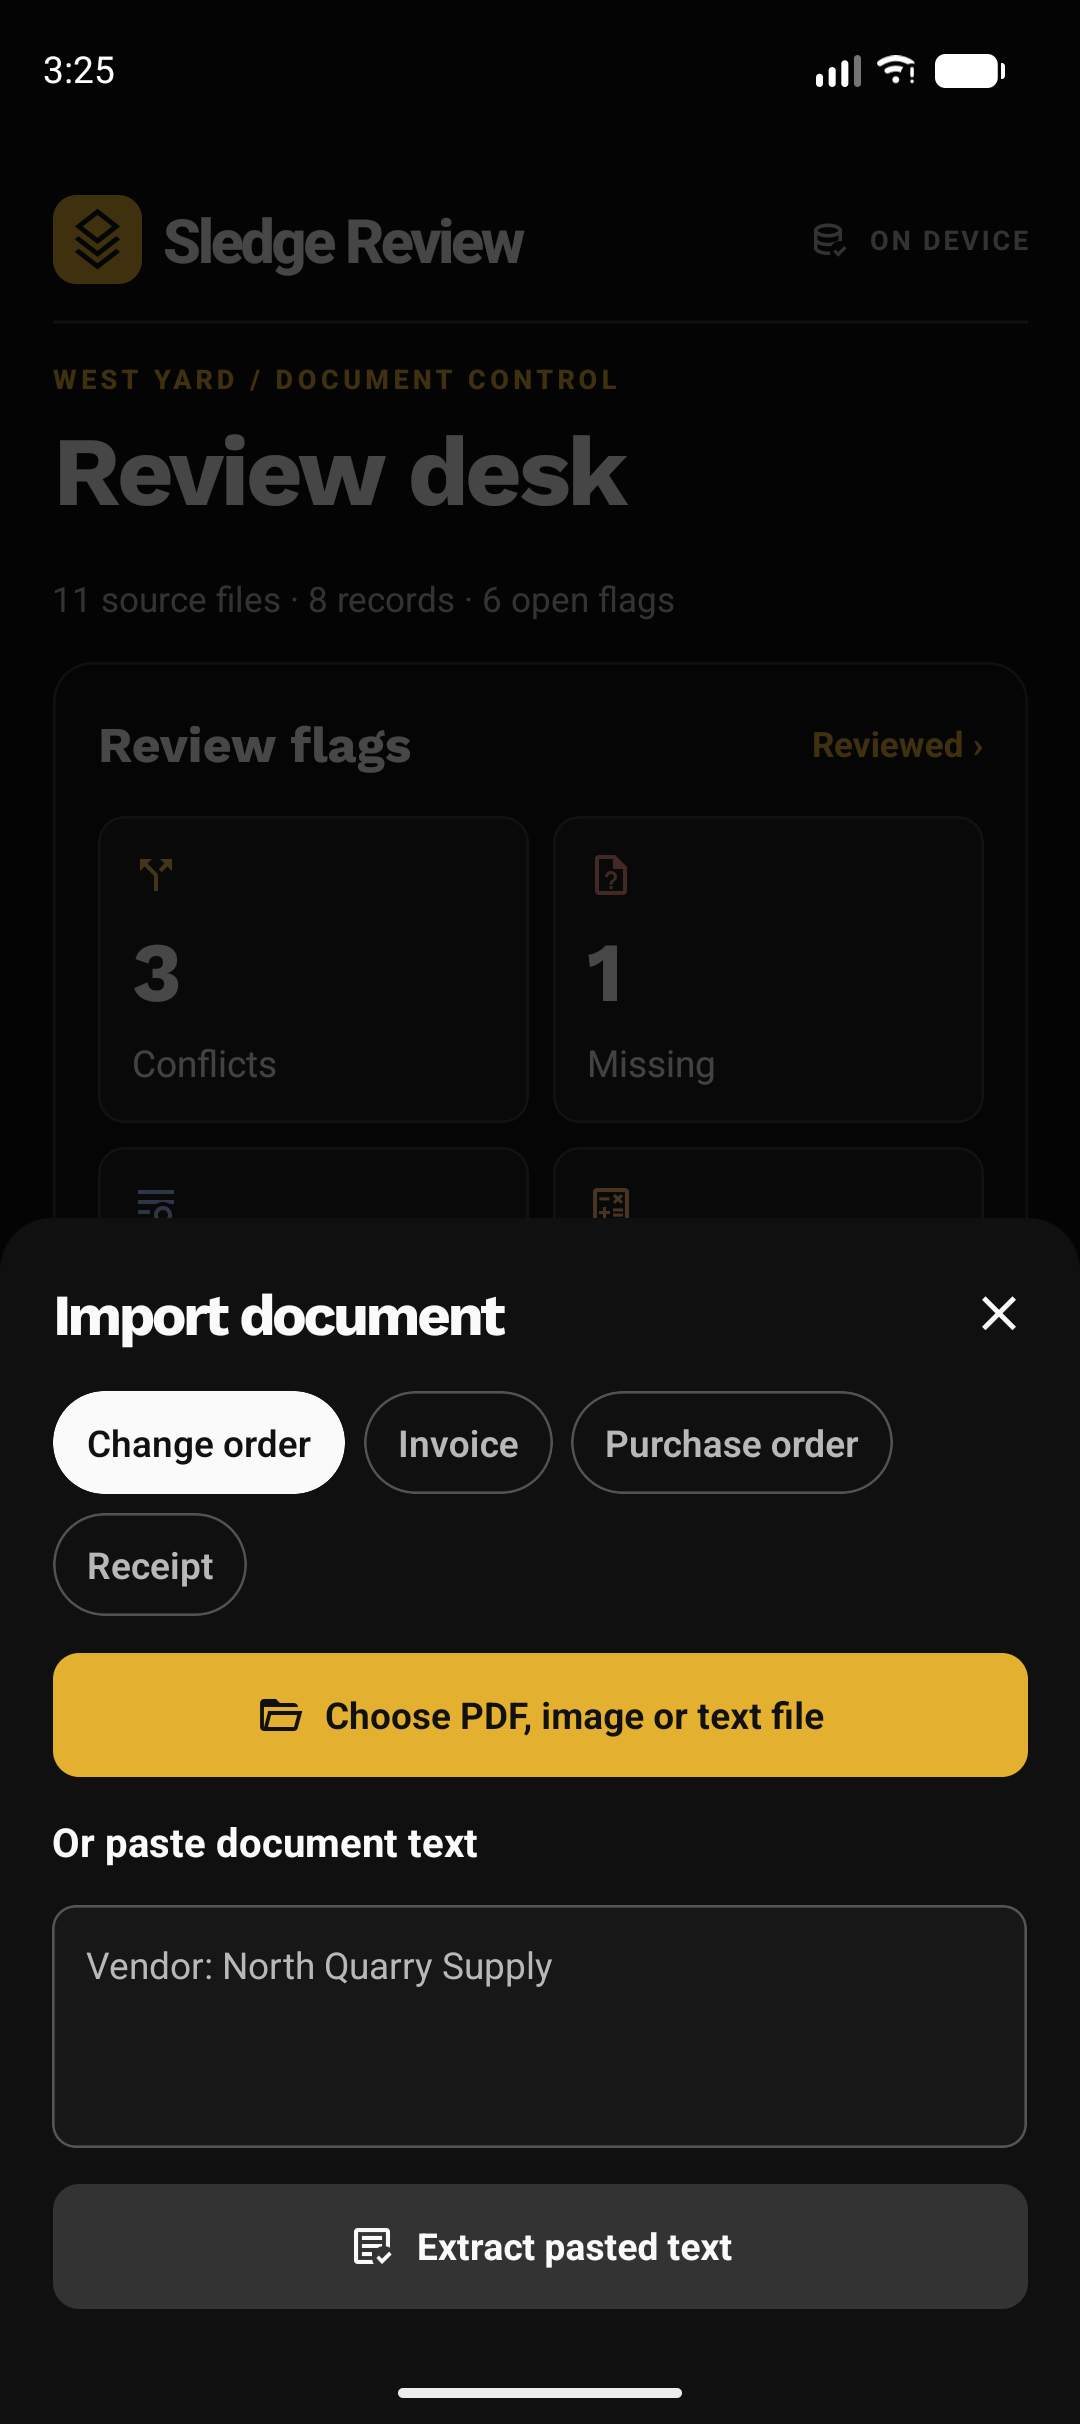 3:25
Sledge Review
ON DEVICE
WEST YARD / DOCUMENT CONTROL
Review desk
11 source files · 8 records · 6 open flags
Review flags
Reviewed ›
3
1
Conflicts
Missing
Import document
Change order
Invoice
Purchase order
Receipt
Choose PDF, image or text file
Or paste document text
Vendor: North Quarry Supply
Extract pasted text